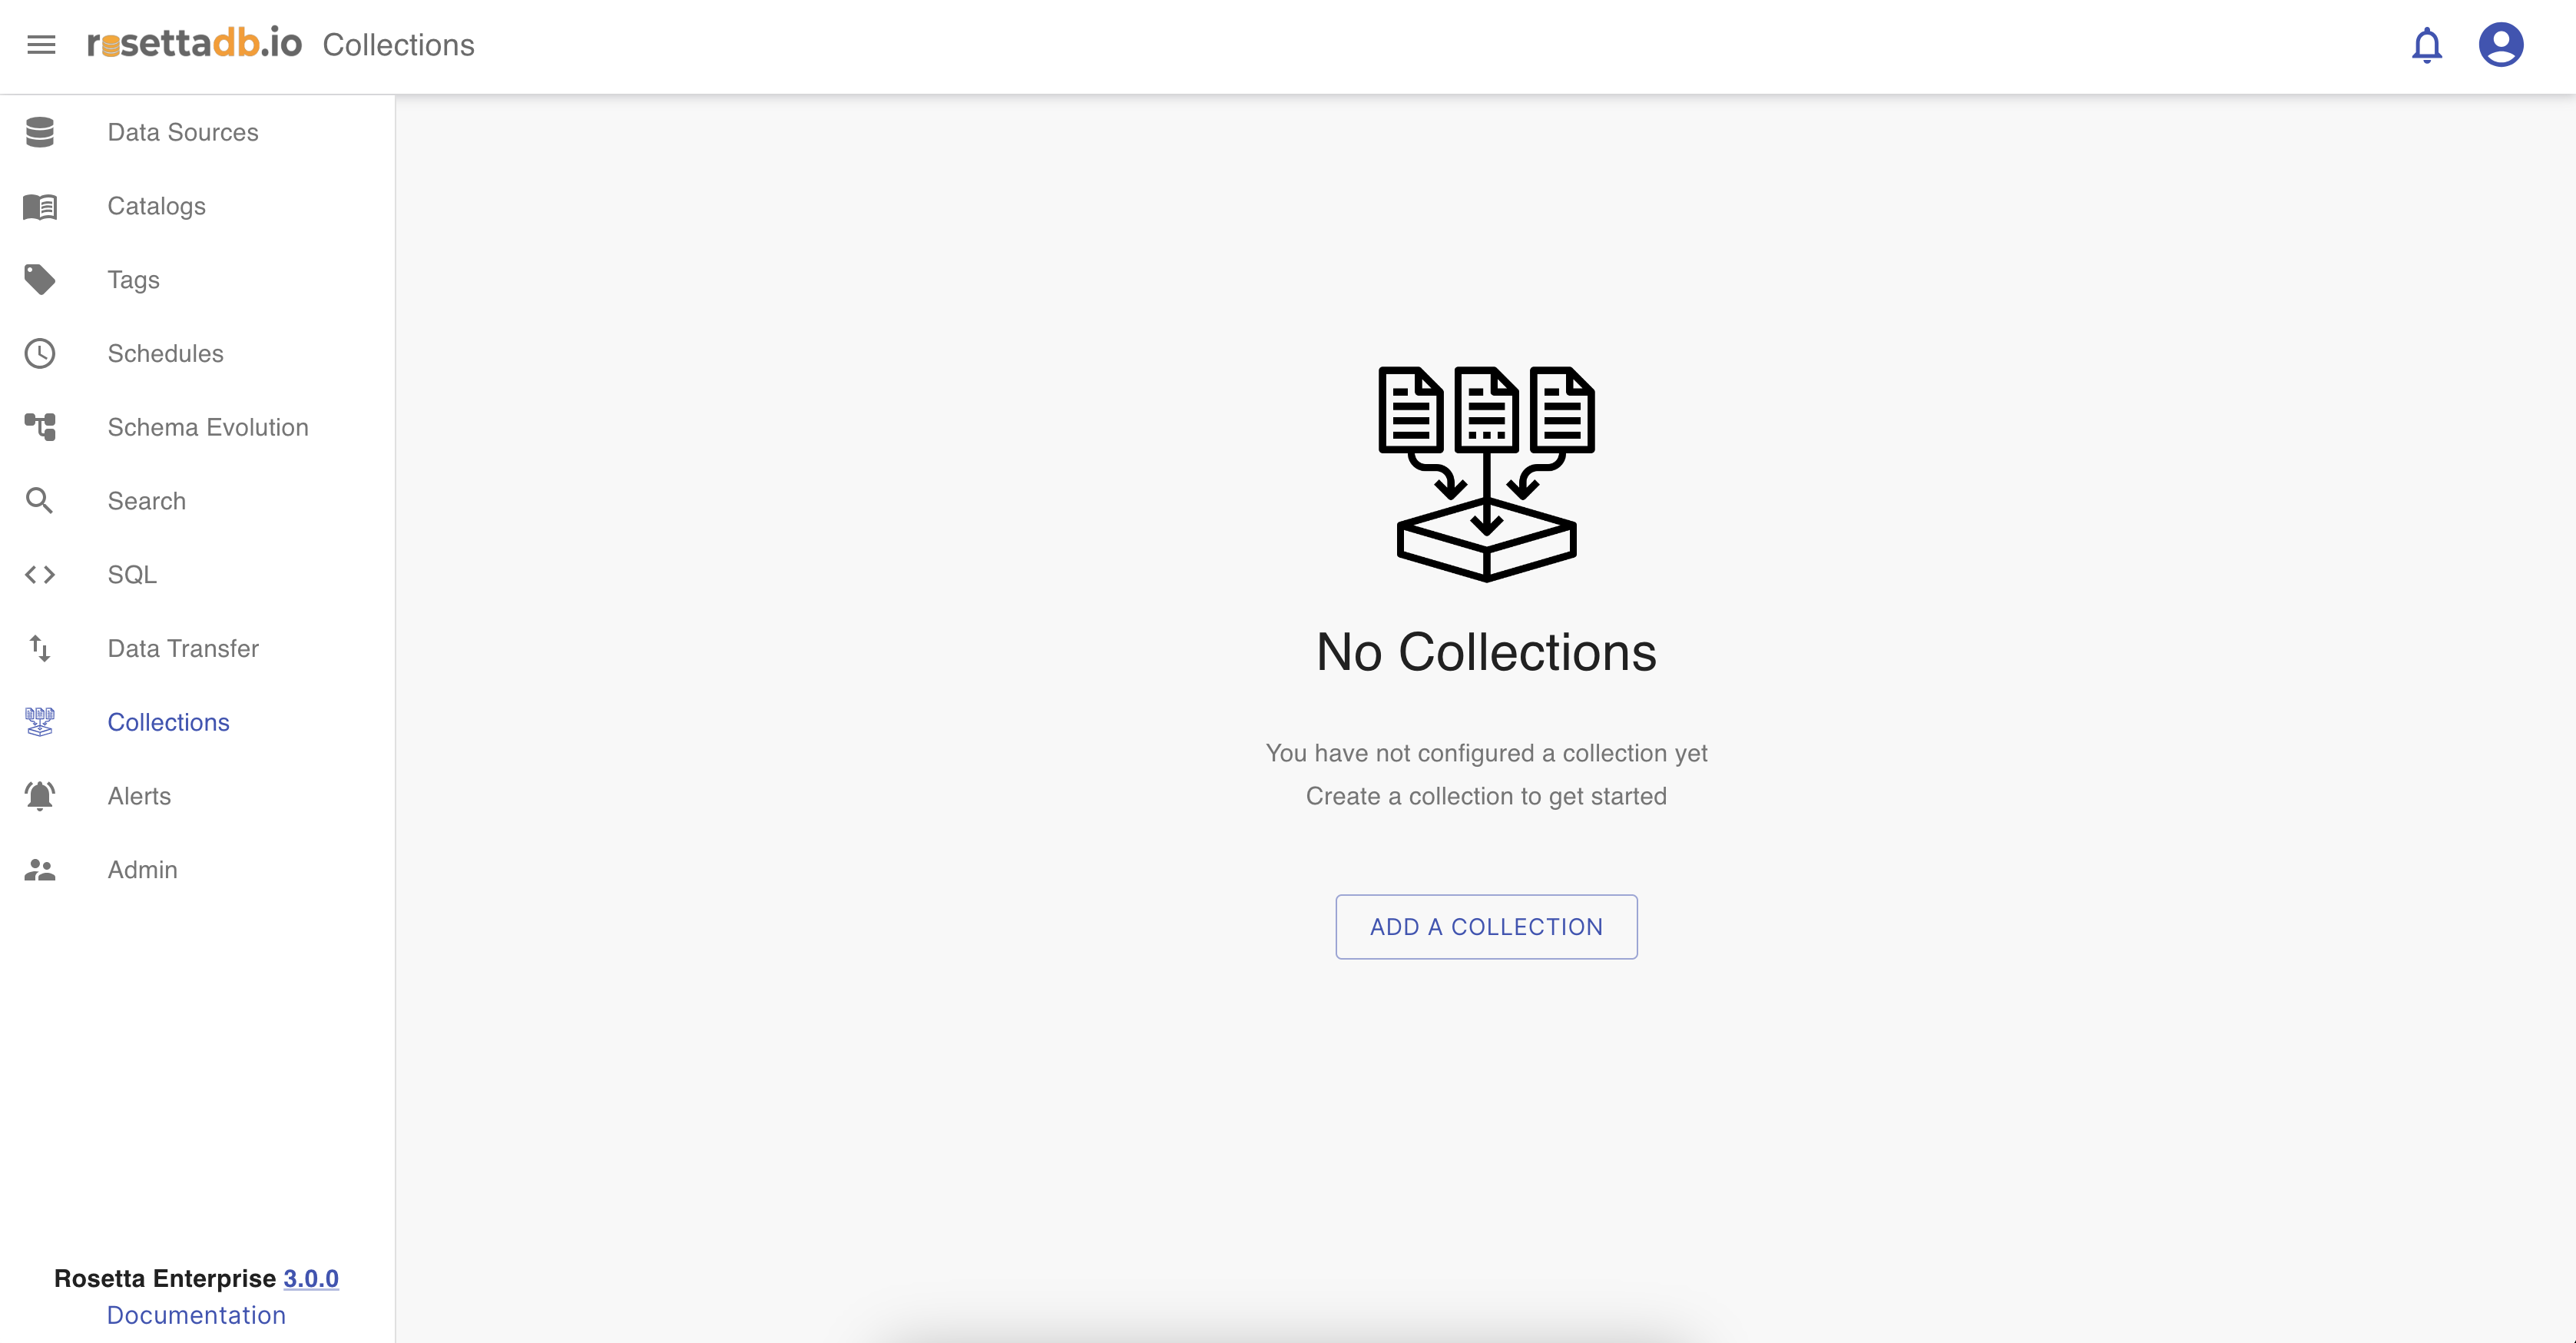 rosettadb.io Collections
Data Sources
Catalogs
Tags
Schedules
Schema Evolution
Search
SQL
Data Transfer
Collections
Alerts
Admin
No Collections
You have not configured a collection yet
Create a collection to get started
ADD A COLLECTION
Rosetta Enterprise 3.0.0
Documentation